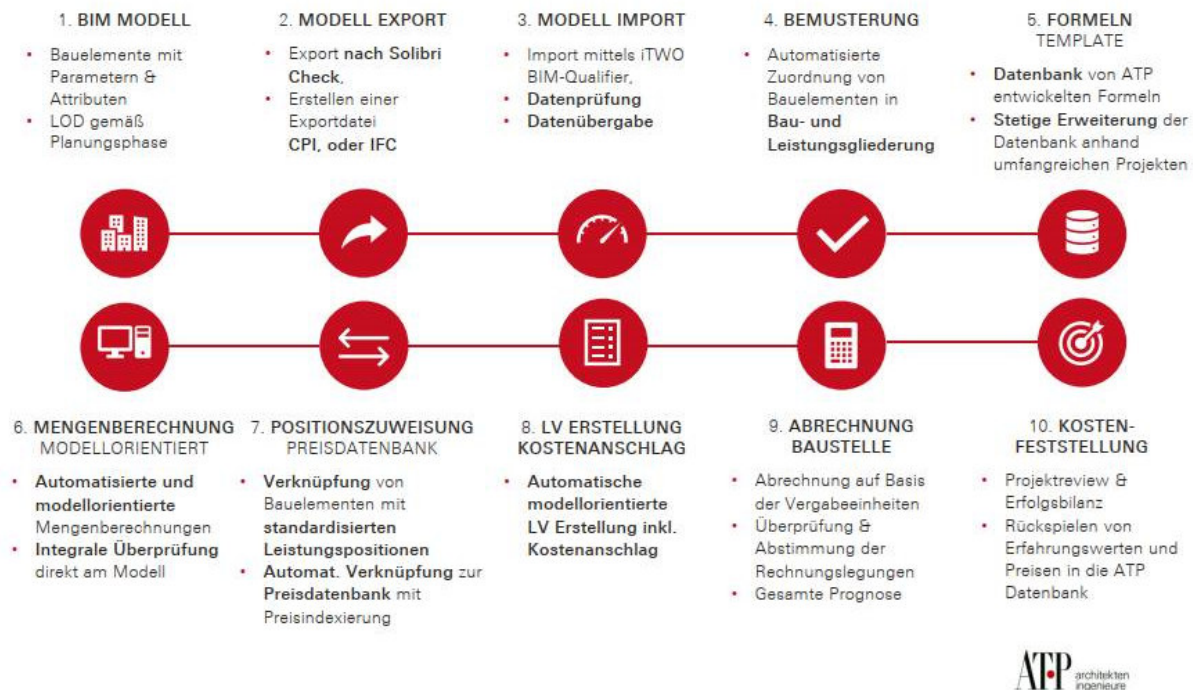 1. BIM MODELL
• Bauelemente mit
Parametern &
Attributen
• LOD gemäß
Planungsphase
2. MODELL EXPORT
• Export nach Solibri
Check,
• Erstellen einer
Exportdatei
CPI, oder IFC
3. MODELL IMPORT
• Import mittels iTWO
BIM-Qualifier,
• Datenprüfung
• Datenübergabe
4. BEMUSTERUNG
• Automatisierte
Zuordnung von
Bauelementen in
Bau- und
Leistungsgliederung
5. FORMELN
TEMPLATE
• Datenbank von ATP
entwickelten Formeln
• Stetige Erweiterung der
Datenbank anhand
umfangreichen Projekten
6. MENGENBERECHNUNG
MODELLORIENTIERT
• Automatisierte und
modellorientierte
Mengenberechnungen
• Integrale Überprüfung
direkt am Modell
7. POSITIONSZUWEISUNG
PREISDATENBANK
• Verknüpfung von
Bauelementen mit
standardisierten
Leistungspositionen
• Automat. Verknüpfung zur
Preisdatenbank mit
Preisindexierung
8. LV ERSTELLUNG
KOSTENANSCHLAG
• Automatische
modellorientierte
LV Erstellung inkl.
Kostenanschlag
9. ABRECHNUNG
BAUSTELLE
• Abrechnung auf Basis
der Vergabeeinheiten
• Überprüfung &
Abstimmung der
Rechnungslegungen
• Gesamte Prognose
10. KOSTEN-
FESTSTELLUNG
• Projektreview &
Erfolgsbilanz
• Rückspielen von
Erfahrungswerten und
Preisen in die ATP
Datenbank
ATP architekten
ingenieure